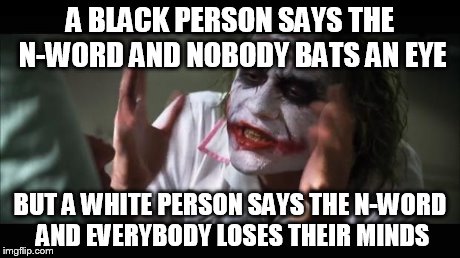 A BLACK PERSON SAYS THE
N-WORD AND NOBODY BATS AN EYE
BUT A WHITE PERSON SAYS THE N-WORD
AND EVERYBODY LOSES THEIR MINDS
imgflip.com